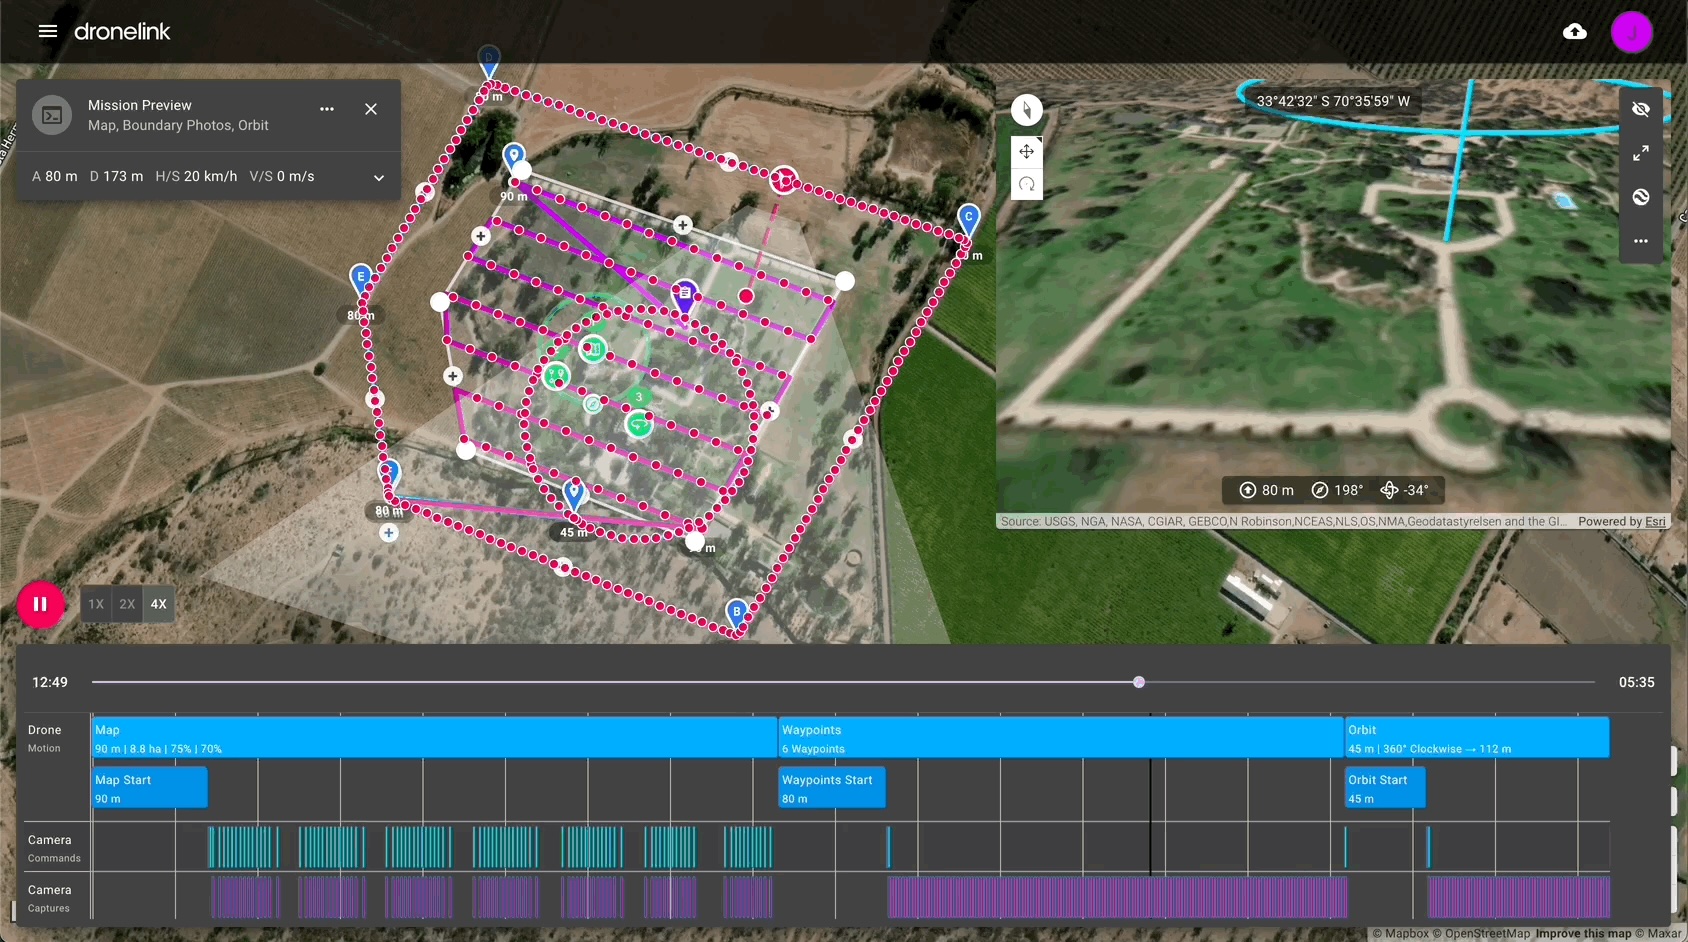 dronelink
J
Mission Preview
Map, Boundary Photos, Orbit
A 80 m D 173 m H/S 20 km/h V/S 0 m/s
D
90 m
C
E
80 m
3
80 m
45 m
B
33°42'32" S 70°35'59" W
80 m 198° -34°
Source: USGS, NGA, NASA, CGIAR, GEBCO,N Robinson,NCEAS,NLS,OS,NMA,Geodatastyrelsen and the GI... Powered by Esri
1X 2X 4X
12:49 05:35
Drone
Motion
Map
90 m | 8.8 ha | 75% | 70%
Waypoints
6 Waypoints
Orbit
45 m | 360° Clockwise → 112 m
Map Start
90 m
Waypoints Start
80 m
Orbit Start
45 m
Camera
Commands
Camera
Captures
© Mapbox © OpenStreetMap Improve this map © Maxar